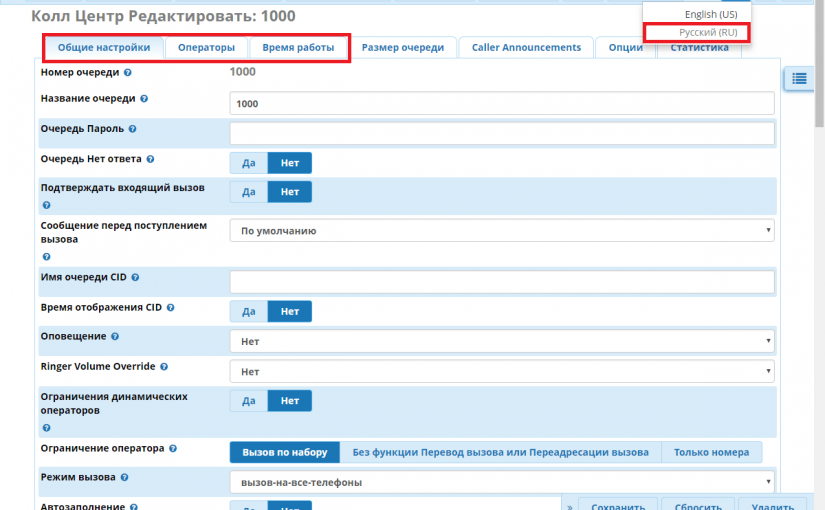 Колл Центр Редактировать: 1000
English (US)
Русский (RU)
Общие настройки Операторы Время работы Размер очереди Caller Announcements Опции Статистика
Номер очереди 1000
Название очереди 1000
Очередь Пароль
Очередь Нет ответа Да Нет
Подтверждать входящий вызов Да Нет
Сообщение перед поступлением вызова По умолчанию
Имя очереди CID
Время отображения CID Да Нет
Оповещение Нет
Ringer Volume Override Нет
Ограничения динамических операторов Да Нет
Ограничение оператора Вызов по набору Без функции Перевод вызова или Переадресации вызова Только номера
Режим вызова вызов-на-все-телефоны
Автозаполнение Да Нет
» Сохранить Сбросить Удалить